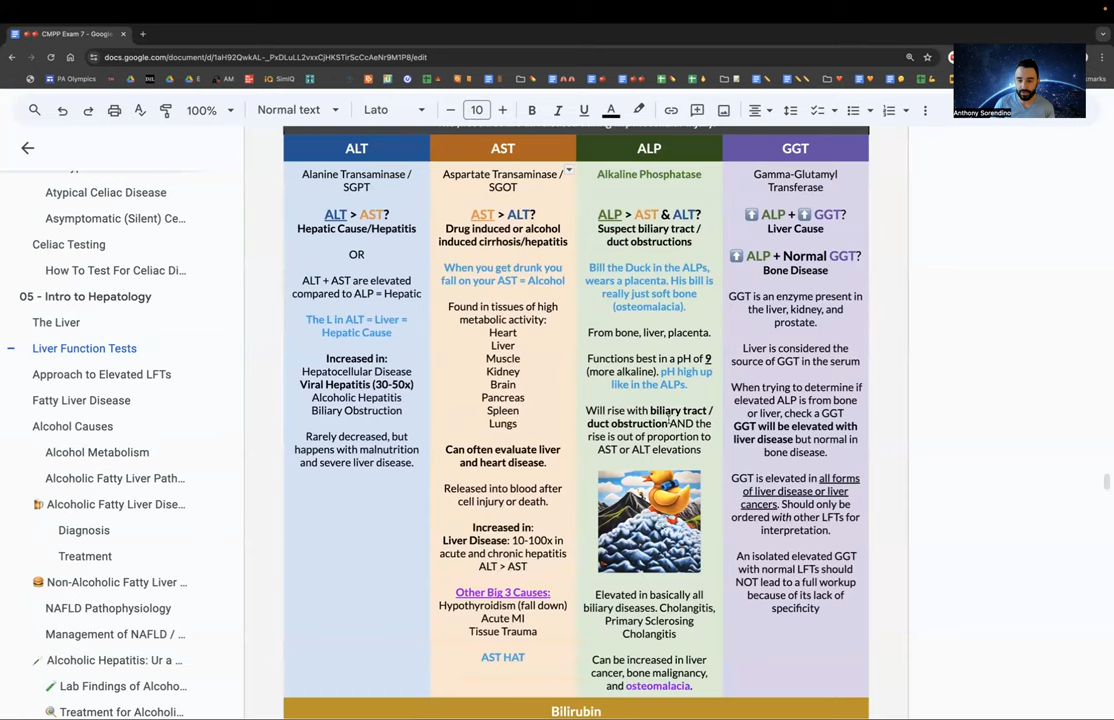 CMPP Exam 7 -
docs.google.com/document/d/1aH92QwkAL-_PxDLuLL2vxxCjHKSTirScCcAeNr9M1P8/edit
PA Olympics
DDL
E
AM
IQ
SimIQ
kmarks
Anthony Sorendino
100%
Normal text
Lato
10
B I U A
Atypical Celiac Disease
Asymptomatic (Silent) Ce...
Celiac Testing
How To Test For Celiac Di...
05 - Intro to Hepatology
The Liver
Liver Function Tests
Approach to Elevated LFTs
Fatty Liver Disease
Alcohol Causes
Alcohol Metabolism
Alcoholic Fatty Liver Path...
Alcoholic Fatty Liver Dise...
Diagnosis
Treatment
Non-Alcoholic Fatty Liver ...
NAFLD Pathophysiology
Management of NAFLD / ...
Alcoholic Hepatitis: Ur a ...
Lab Findings of Alcoho...
Treatment for Alcoholi...
ALT
Alanine Transaminase /
SGPT
ALT > AST?
Hepatic Cause/Hepatitis
OR
ALT + AST are elevated
compared to ALP = Hepatic
The L in ALT = Liver =
Hepatic Cause
Increased in:
Hepatocellular Disease
Viral Hepatitis (30-50x)
Alcoholic Hepatitis
Biliary Obstruction
Rarely decreased, but
happens with malnutrition
and severe liver disease.
AST
Aspartate Transaminase /
SGOT
AST > ALT?
Drug induced or alcohol
induced cirrhosis/hepatitis
When you get drunk you
fall on your AST = Alcohol
Found in tissues of high
metabolic activity:
Heart
Liver
Muscle
Kidney
Brain
Pancreas
Spleen
Lungs
Can often evaluate liver
and heart disease.
Released into blood after
cell injury or death.
Increased in:
Liver Disease: 10-100x in
acute and chronic hepatitis
ALT > AST
Other Big 3 Causes:
Hypothyroidism (fall down)
Acute MI
Tissue Trauma
AST HAT
ALP
Alkaline Phosphatase
ALP > AST & ALT?
Suspect biliary tract /
duct obstructions
Bill the Duck in the ALPs,
wears a placenta. His bill is
really just soft bone
(osteomalacia).
From bone, liver, placenta.
Functions best in a pH of 9
(more alkaline). pH high up
like in the ALPs.
Will rise with biliary tract /
duct obstruction AND the
rise is out of proportion to
AST or ALT elevations
Elevated in basically all
biliary diseases. Cholangitis,
Primary Sclerosing
Cholangitis
Can be increased in liver
cancer, bone malignancy,
and osteomalacia.
GGT
Gamma-Glutamyl
Transferase
⬆️ ALP + ⬆️ GGT?
Liver Cause
⬆️ ALP + Normal GGT?
Bone Disease
GGT is an enzyme present in
the liver, kidney, and
prostate.
Liver is considered the
source of GGT in the serum
When trying to determine if
elevated ALP is from bone
or liver, check a GGT
GGT will be elevated with
liver disease but normal in
bone disease.
GGT is elevated in all forms
of liver disease or liver
cancers. Should only be
ordered with other LFTs for
interpretation.
An isolated elevated GGT
with normal LFTs should
NOT lead to a full workup
because of its lack of
specificity
Bilirubin